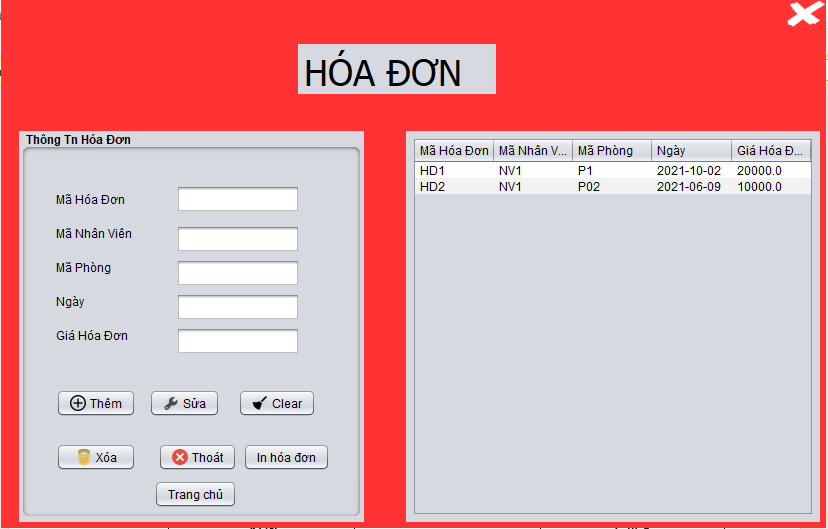 HÓA ĐƠN
Thông Tn Hóa Đơn
Mã Hóa Đơn
Mã Nhân Viên
Mã Phòng
Ngày
Giá Hóa Đơn
Thêm Sửa Clear
Xóa Thoát In hóa đơn
Trang chủ
Mã Hóa Đơn Mã Nhân V... Mã Phòng Ngày Giá Hóa Đ...
HD1 NV1 P1 2021-10-02 20000.0
HD2 NV1 P02 2021-06-09 10000.0